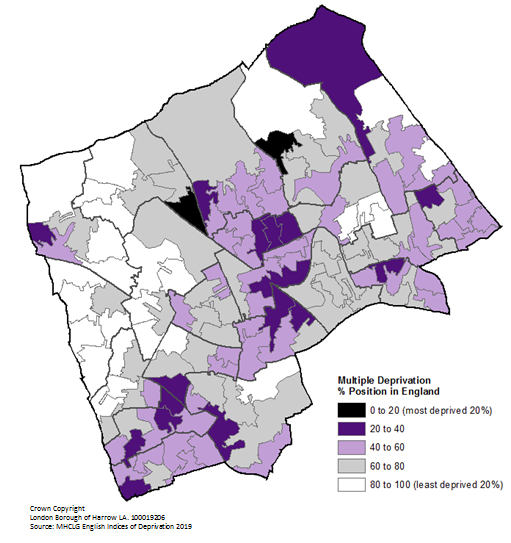 Multiple Deprivation
% Position in England
0 to 20 (most deprived 20%)
20 to 40
40 to 60
60 to 80
80 to 100 (least deprived 20%)
Crown Copyright
London Borough of Harrow LA. 100019206
Source: MHCLG English Indices of Deprivation 2019